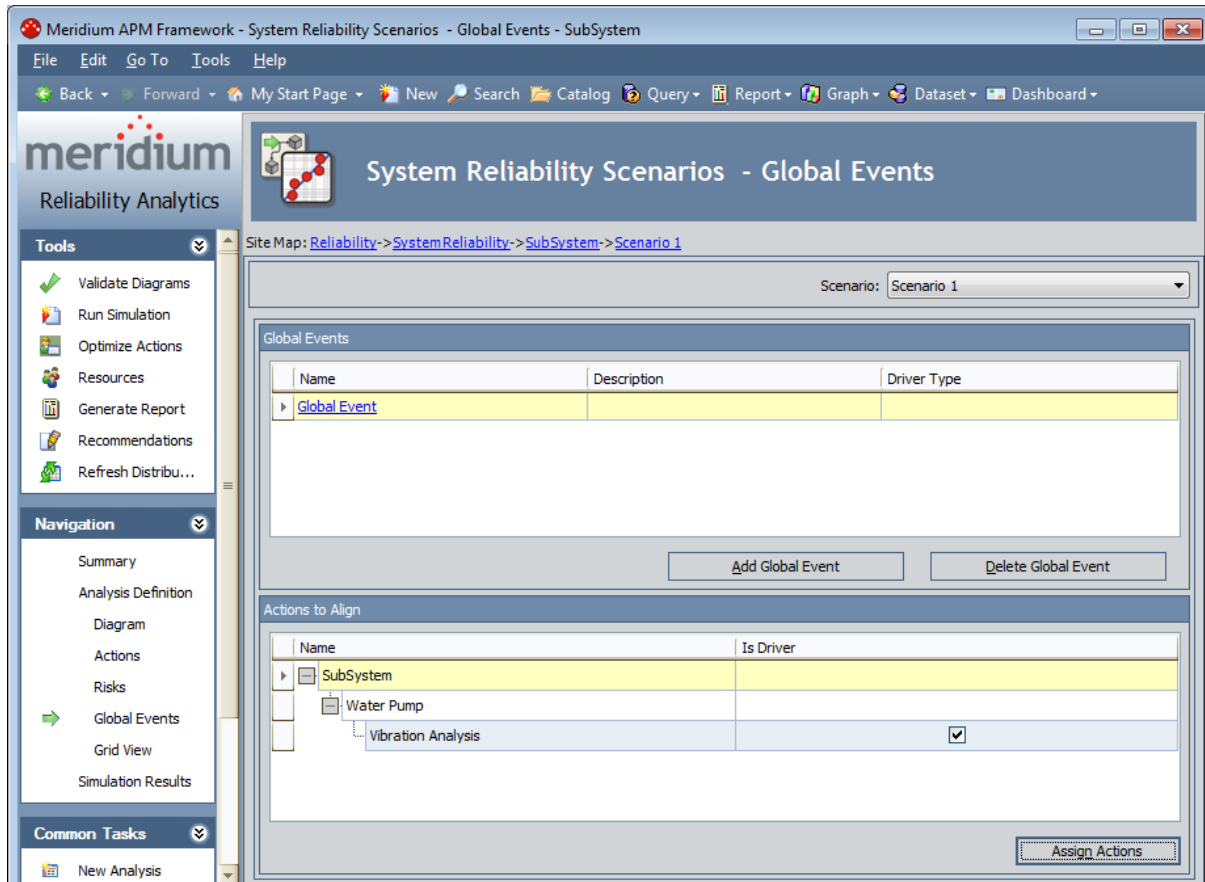 Meridium APM Framework - System Reliability Scenarios - Global Events - SubSystem
File Edit Go To Tools Help
Back Forward My Start Page New Search Catalog Query Report Graph Dataset Dashboard
meridium
Reliability Analytics
System Reliability Scenarios - Global Events
Site Map: Reliability->SystemReliability->SubSystem->Scenario 1
Scenario: Scenario 1
Tools
Validate Diagrams
Run Simulation
Optimize Actions
Resources
Generate Report
Recommendations
Refresh Distribu...
Navigation
Summary
Analysis Definition
Diagram
Actions
Risks
Global Events
Grid View
Simulation Results
Common Tasks
New Analysis
Global Events
Name Description Driver Type
Global Event
Add Global Event Delete Global Event
Actions to Align
Name Is Driver
SubSystem
Water Pump
Vibration Analysis
Assign Actions